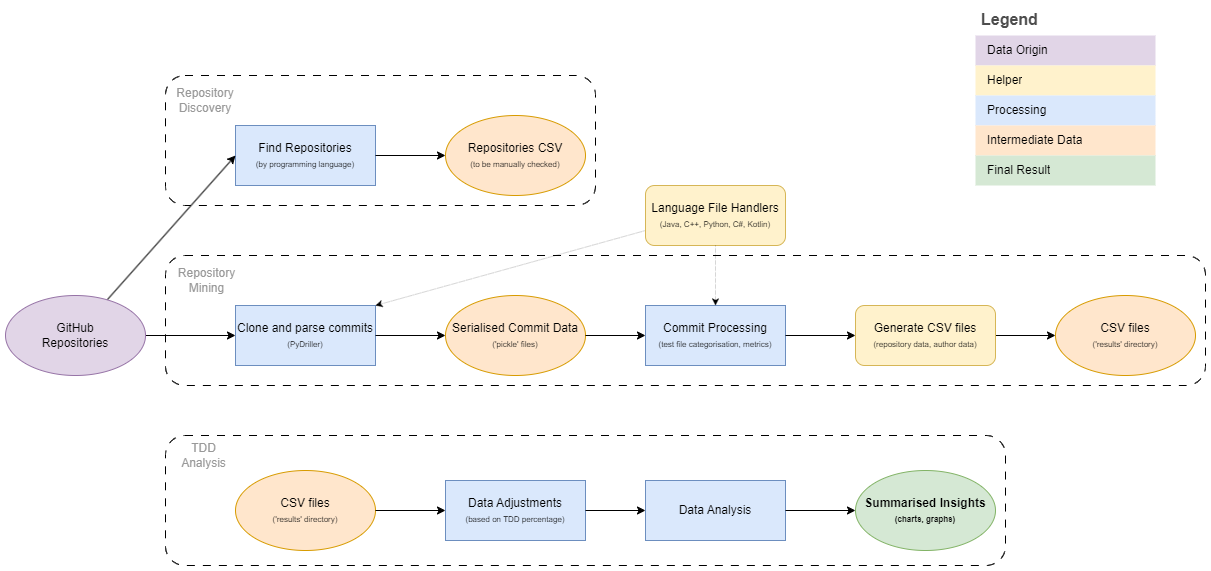 Legend
Data Origin
Helper
Processing
Intermediate Data
Final Result
Repository
Discovery
Find Repositories
(by programming language)
Repositories CSV
(to be manually checked)
Language File Handlers
(Java, C++, Python, C#, Kotlin)
Repository
Mining
GitHub
Repositories
Clone and parse commits
(PyDriller)
Serialised Commit Data
('pickle' files)
Commit Processing
(test file categorisation, metrics)
Generate CSV files
(repository data, author data)
CSV files
('results' directory)
TDD
Analysis
CSV files
('results' directory)
Data Adjustments
(based on TDD percentage)
Data Analysis
Summarised Insights
(charts, graphs)